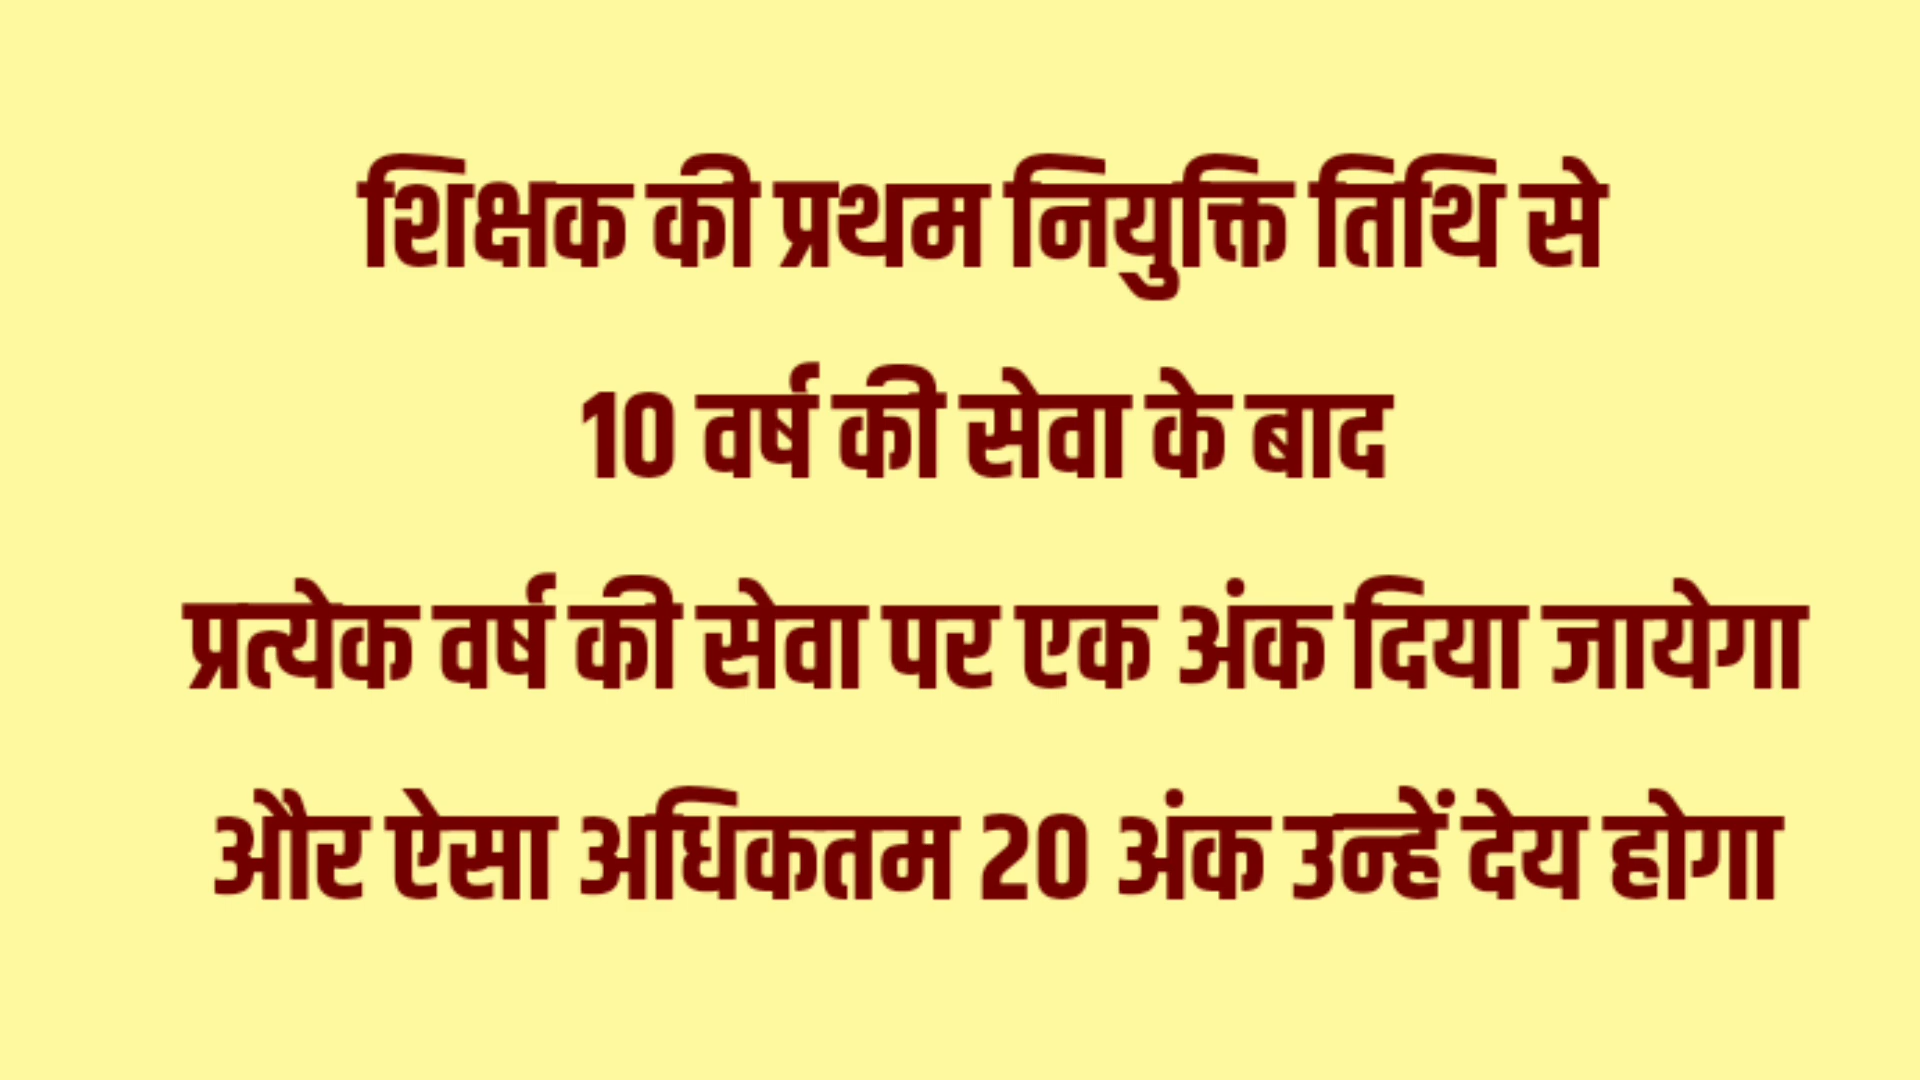 शिक्षक की प्रथम नियुक्ति तिथि से
10 वर्ष की सेवा के बाद
प्रत्येक वर्ष की सेवा पर एक अंक दिया जायेगा
और ऐसा अधिकतम 20 अंक उन्हें देय होगा